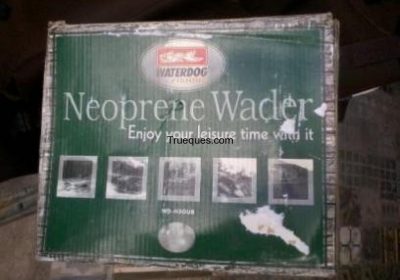 WATERDOG
Neoprene Wader
Enjoy your leisure time with it
Trueques.com